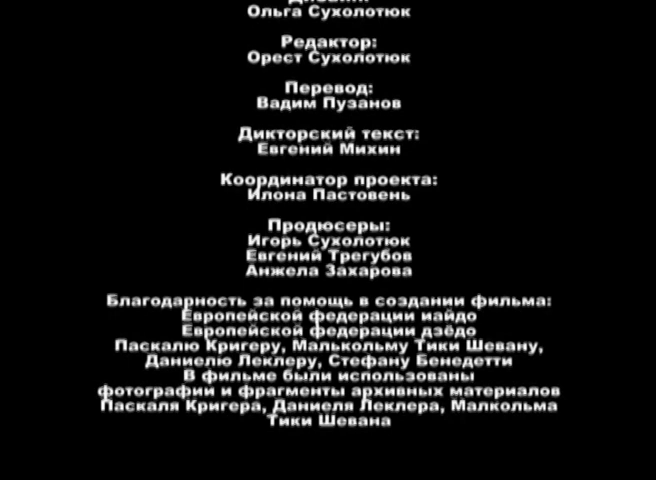 Ольга Сухолотюк
Редактор:
Орест Сухолотюк
Перевод:
Вадим Пузанов
Дикторский текст:
Евгений Михин
Координатор проекта:
Илона Пастовень
Продюсеры:
Игорь Сухолотюк
Евгений Трегубов
Анжела Захарова
Благодарность за помощь в создании фильма:
Европейской федерации иайдо
Европейской федерации дзёдо
Паскалю Кригеру, Малькольму Тики Шевану,
Даниелю Леклеру, Стефану Бенедетти
В фильме были использованы
фотографии и фрагменты архивных материалов
Паскаля Кригера, Даниеля Леклера, Малкольма
Тики Шевана